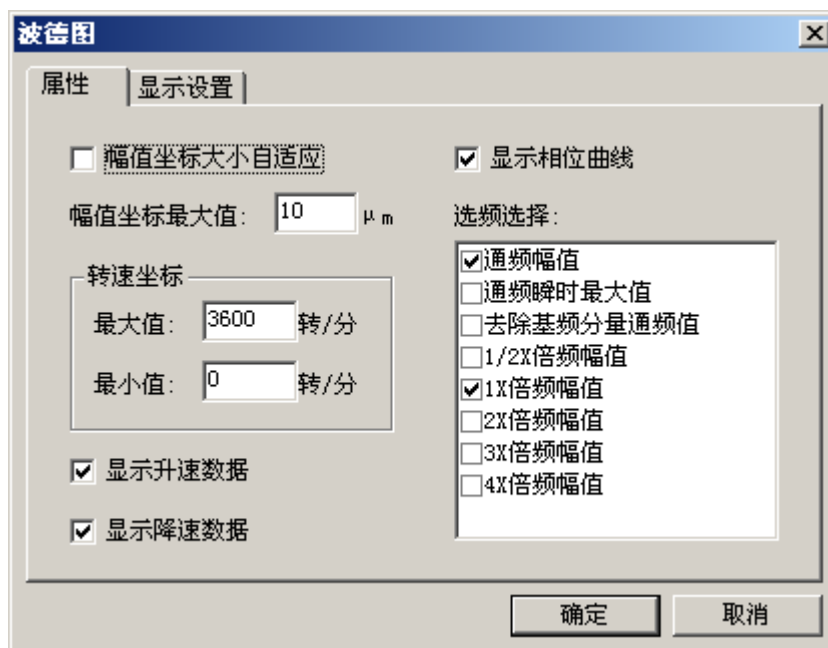 波德图
属性
显示设置
幅值坐标大小自适应
幅值坐标最大值: 10 μm
转速坐标
最大值: 3600 转/分
最小值: 0 转/分
显示升速数据
显示降速数据
显示相位曲线
选频选择:
通频幅值
通频瞬时最大值
去除基频分量通频值
1/2X倍频幅值
1X倍频幅值
2X倍频幅值
3X倍频幅值
4X倍频幅值
确定
取消